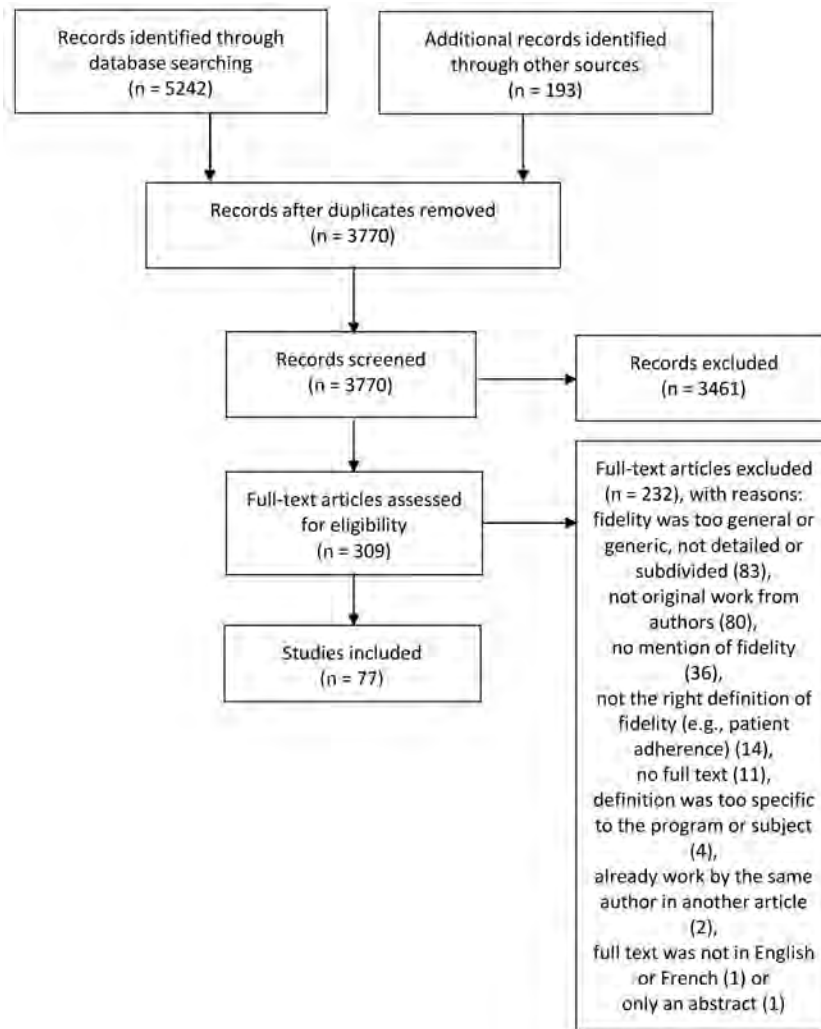 Records identified through
database searching
(n = 5242)
Additional records identified
through other sources
(n = 193)
Records after duplicates removed
(n = 3770)
Records screened
(n = 3770)
Records excluded
(n = 3461)
Full-text articles assessed
for eligibility
(n = 309)
Full-text articles excluded
(n = 232), with reasons:
fidelity was too general or
generic, not detailed or
subdivided (83),
not original work from
authors (80),
no mention of fidelity
(36),
not the right definition of
fidelity (e.g., patient
adherence) (14),
no full text (11),
definition was too specific
to the program or subject
(4),
already work by the same
author in another article
(2),
full text was not in English
or French (1) or
only an abstract (1)
Studies included
(n = 77)